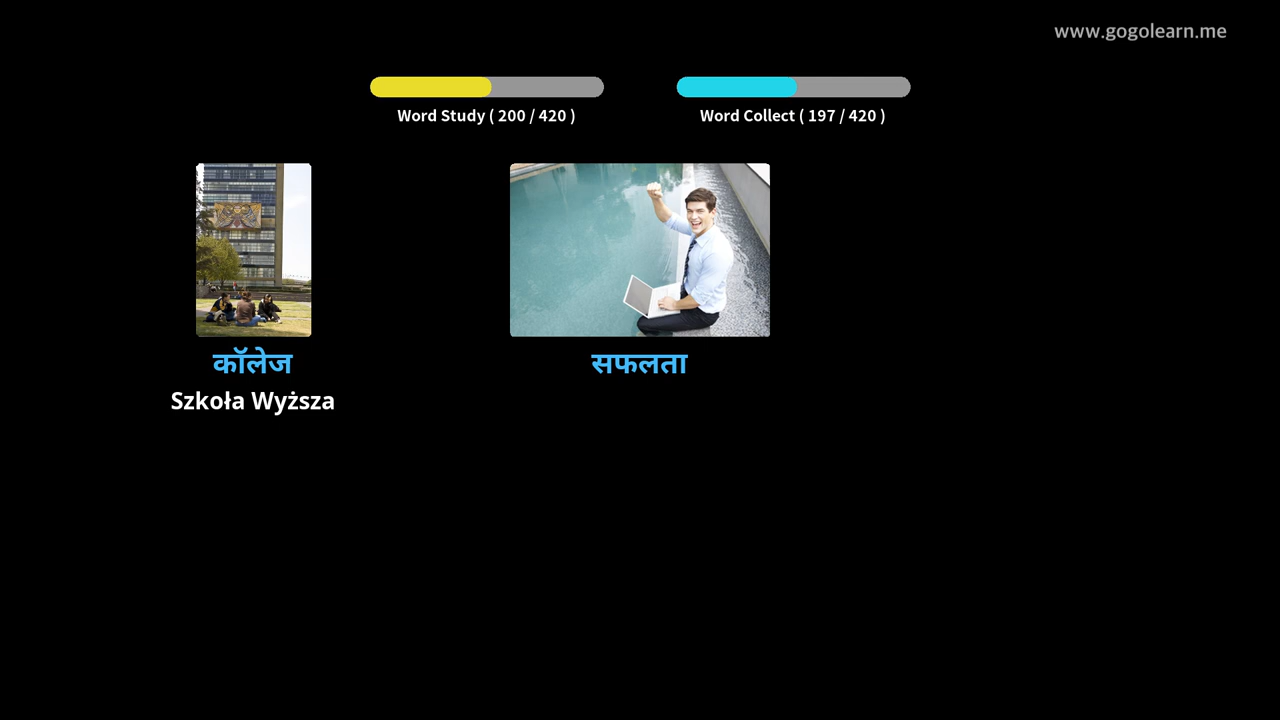 www.gogolearn.me
Word Study ( 200 / 420 )
Word Collect ( 197 / 420 )
कॉलेज
Szkoła Wyższa
सफलता